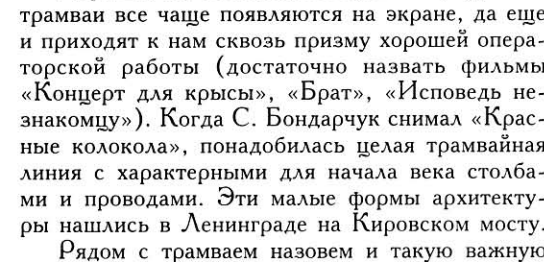 трамваи все чаще появляются на экране, да еще
и приходят к нам сквозь призму хорошей опера-
торской работы (достаточно назвать фильмы
«Концерт для крысы», «Брат», «Исповедь не-
знакомцу»). Когда С. Бондарчук снимал «Крас-
ные колокола», понадобилась целая трамвайная
линия с характерными для начала века столба-
ми и проводами. Эти малые формы архитекту-
ры нашлись в Ленинграде на Кировском мосту.
Рядом с трамваем назовем и такую важную